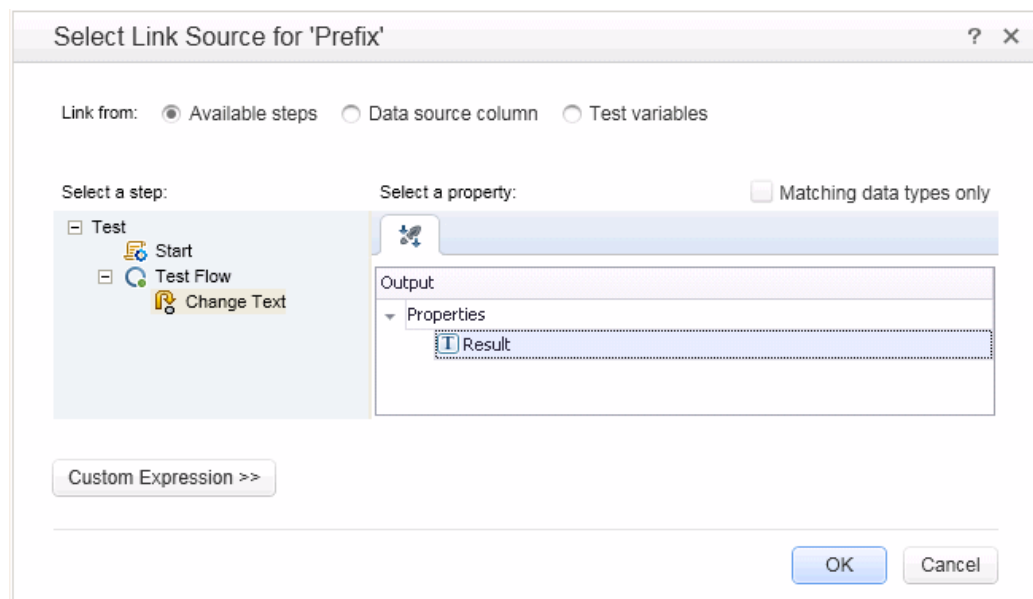 Select Link Source for 'Prefix'
? ×
Link from: Available steps Data source column Test variables
Select a step: Select a property: Matching data types only
Test
Start
Test Flow
Change Text
Output
Properties
T Result
Custom Expression >>
OK Cancel